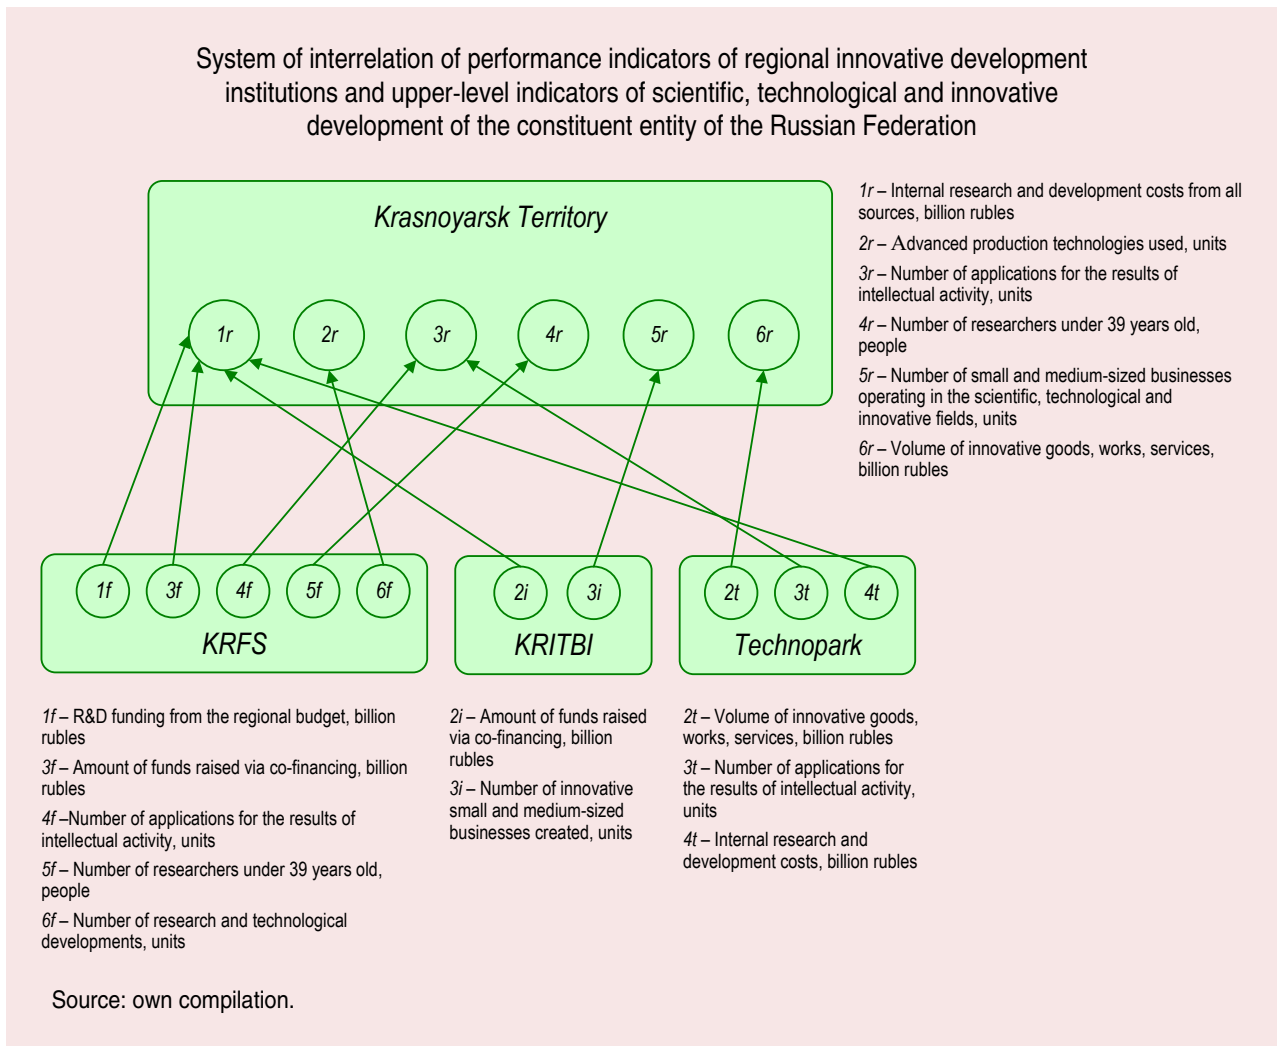 System of interrelation of performance indicators of regional innovative development
institutions and upper-level indicators of scientific, technological and innovative
development of the constituent entity of the Russian Federation
Krasnoyarsk Territory
1r
2r
3r
4r
5r
6r
1r – Internal research and development costs from all
sources, billion rubles
2r – Advanced production technologies used, units
3r – Number of applications for the results of
intellectual activity, units
4r – Number of researchers under 39 years old,
people
5r – Number of small and medium-sized businesses
operating in the scientific, technological and
innovative fields, units
6r – Volume of innovative goods, works, services,
billion rubles
1f
3f
4f
5f
6f
KRFS
2i
3i
KRITBI
2t
3t
4t
Technopark
1f – R&D funding from the regional budget, billion
rubles
3f – Amount of funds raised via co-financing, billion
rubles
4f –Number of applications for the results of
intellectual activity, units
5f – Number of researchers under 39 years old,
people
6f – Number of research and technological
developments, units
2i – Amount of funds raised
via co-financing, billion
rubles
3i – Number of innovative
small and medium-sized
businesses created, units
2t – Volume of innovative goods,
works, services, billion rubles
3t – Number of applications for
the results of intellectual activity,
units
4t – Internal research and
development costs, billion rubles
Source: own compilation.